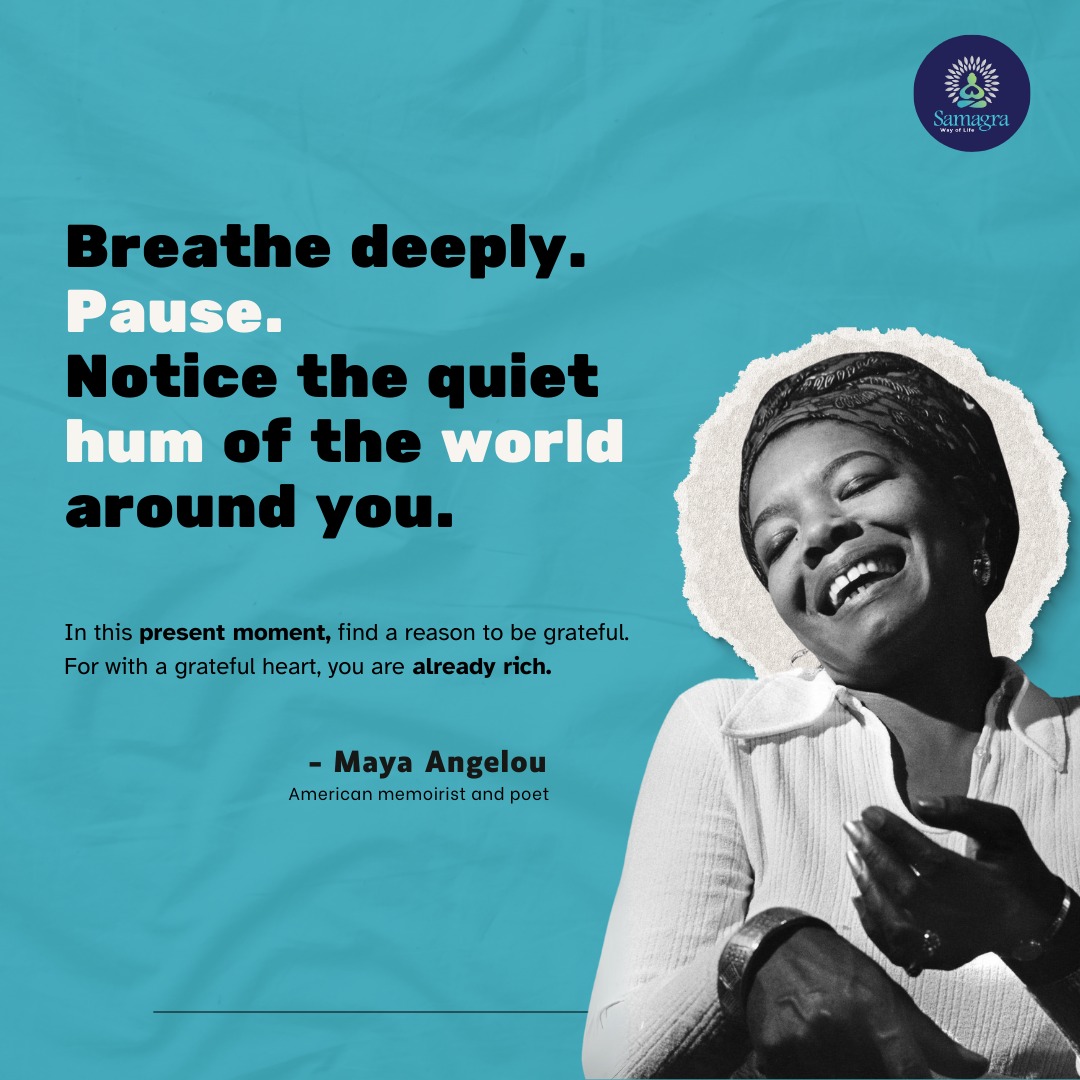 Samagra
Way of Life
Breathe deeply.
Pause.
Notice the quiet
hum of the world
around you.
In this present moment, find a reason to be grateful.
For with a grateful heart, you are already rich.
– Maya Angelou
American memoirist and poet